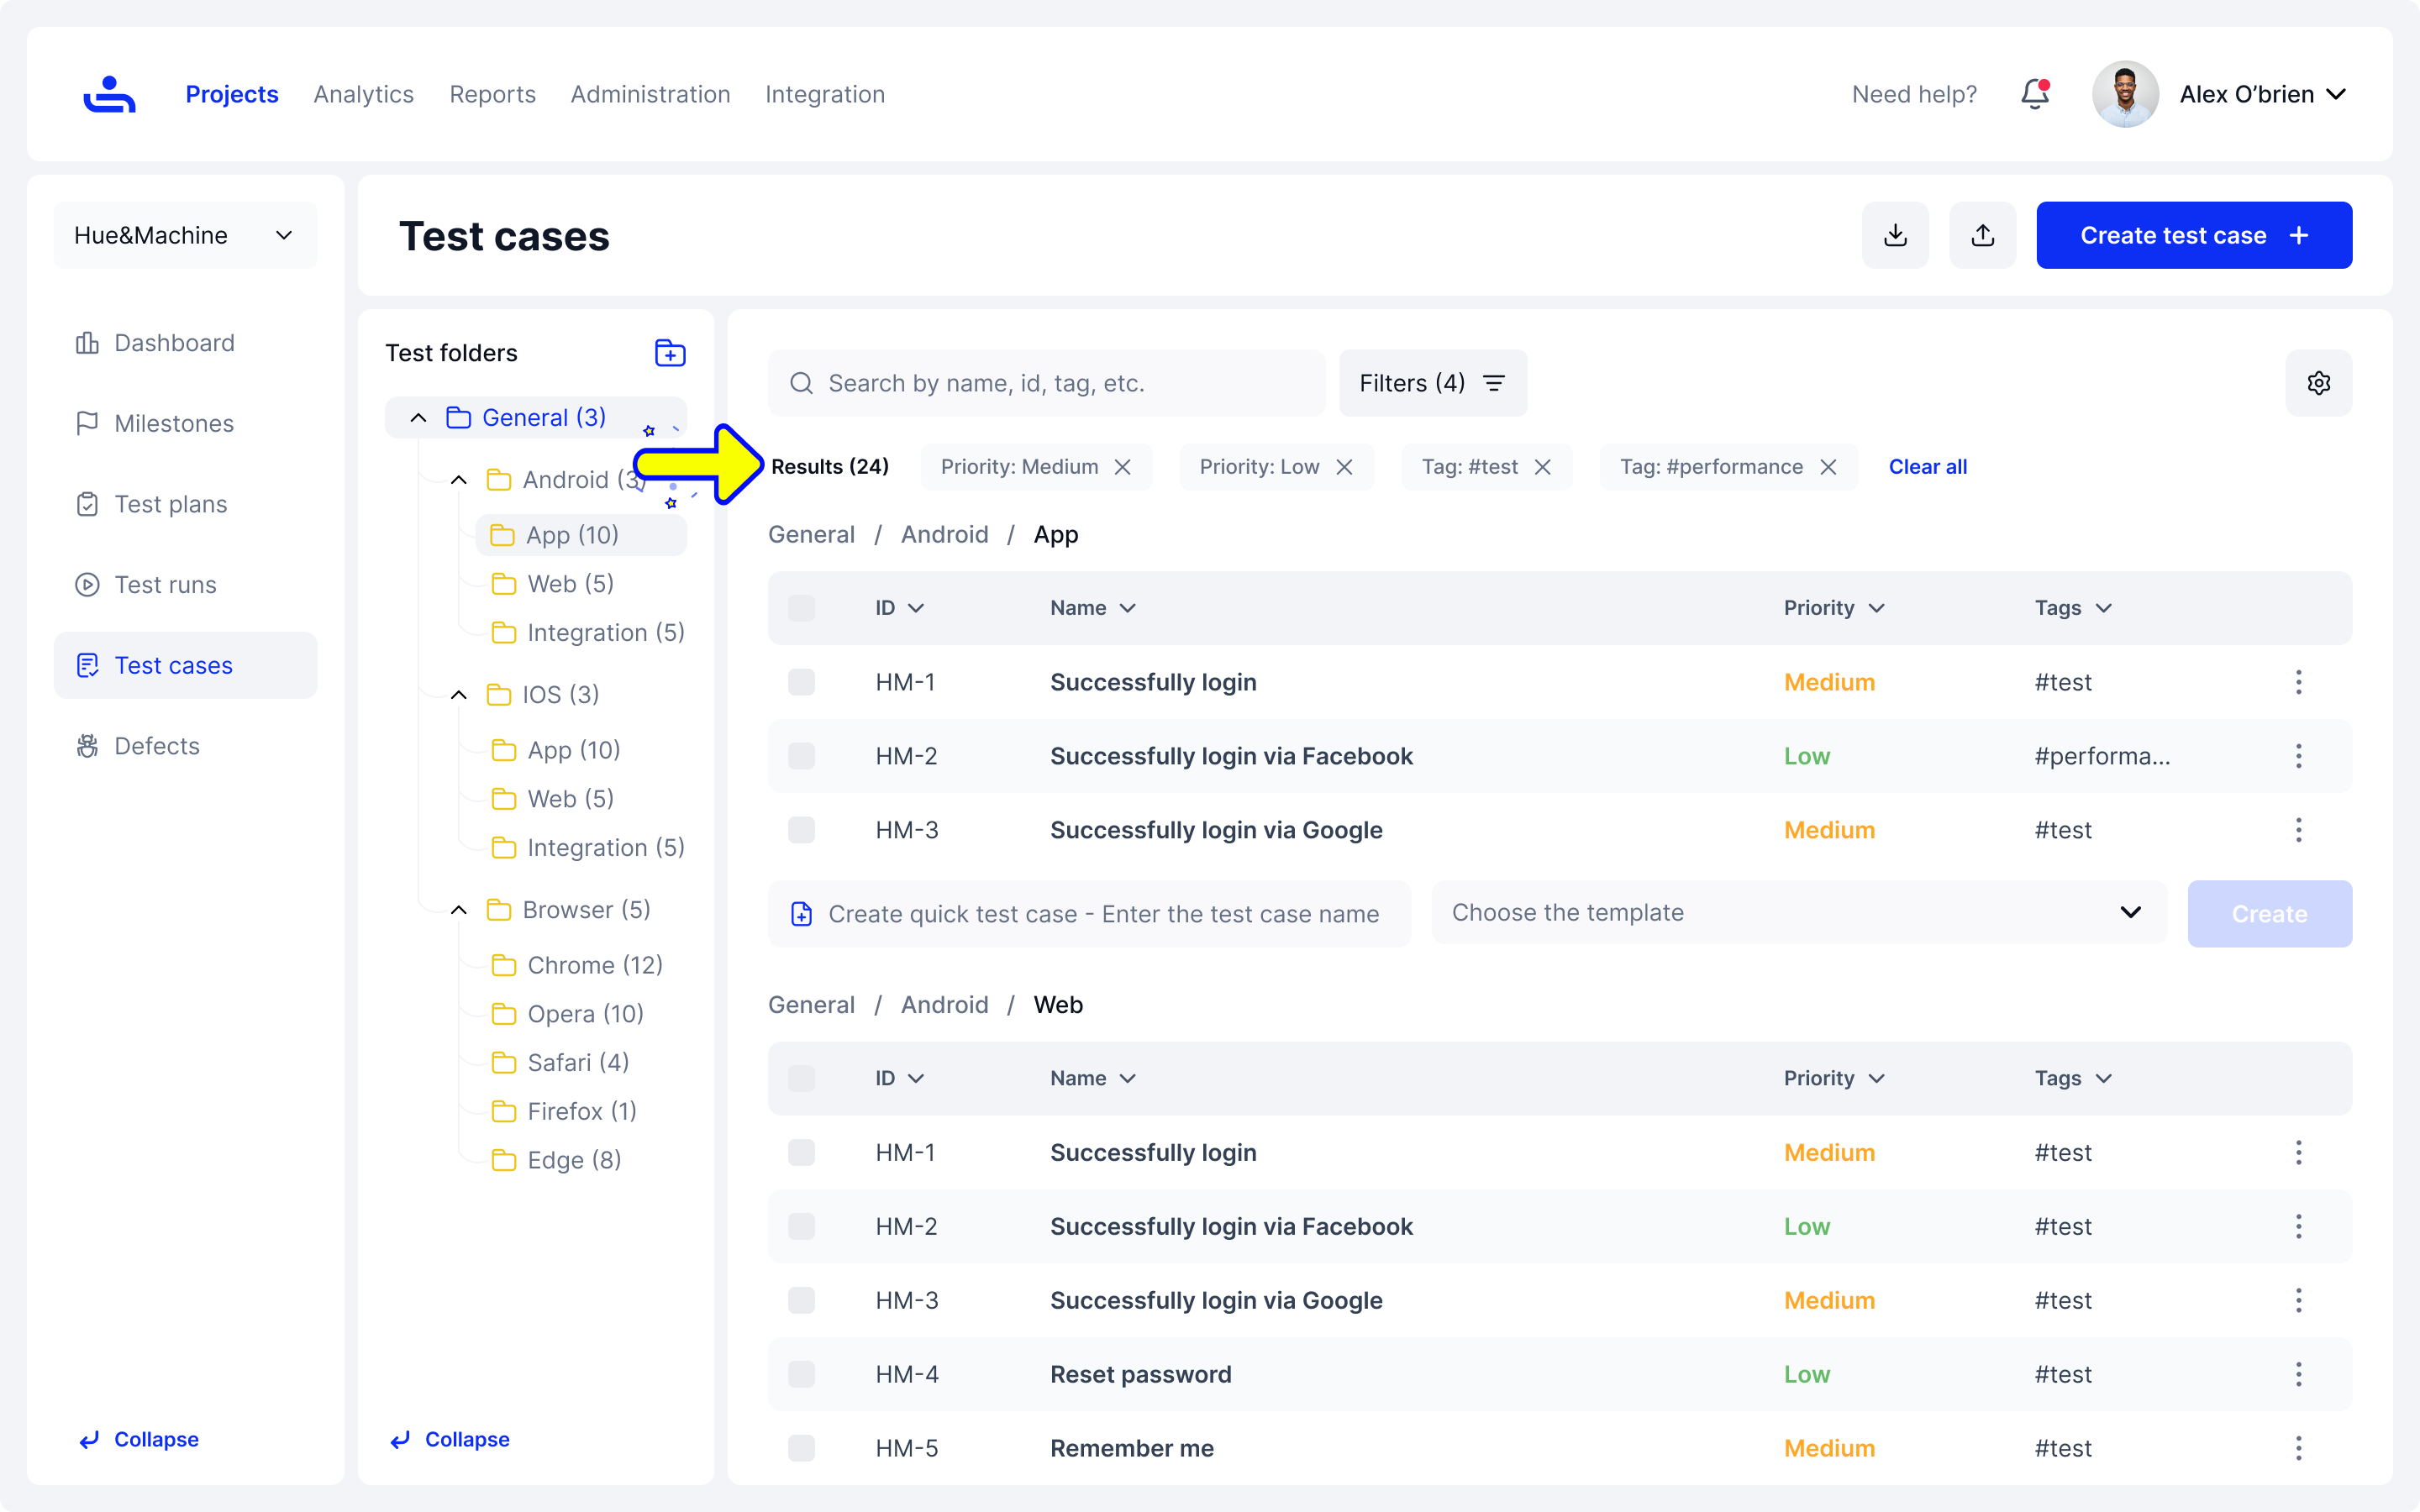 Projects Analytics Reports Administration Integration Need help? Alex O’brien
Hue&Machine
Dashboard
Milestones
Test plans
Test runs
Test cases
Defects
Collapse
Test cases
Create test case
Test folders
General (3)
Android (3)
App (10)
Web (5)
Integration (5)
IOS (3)
App (10)
Web (5)
Integration (5)
Browser (5)
Chrome (12)
Opera (10)
Safari (4)
Firefox (1)
Edge (8)
Collapse
Search by name, id, tag, etc. Filters (4)
Results (24) Priority: Medium Priority: Low Tag: #test Tag: #performance Clear all
General / Android / App
ID Name Priority Tags
HM-1 Successfully login Medium #test
HM-2 Successfully login via Facebook Low #performa...
HM-3 Successfully login via Google Medium #test
Create quick test case - Enter the test case name Choose the template Create
General / Android / Web
ID Name Priority Tags
HM-1 Successfully login Medium #test
HM-2 Successfully login via Facebook Low #test
HM-3 Successfully login via Google Medium #test
HM-4 Reset password Low #test
HM-5 Remember me Medium #test